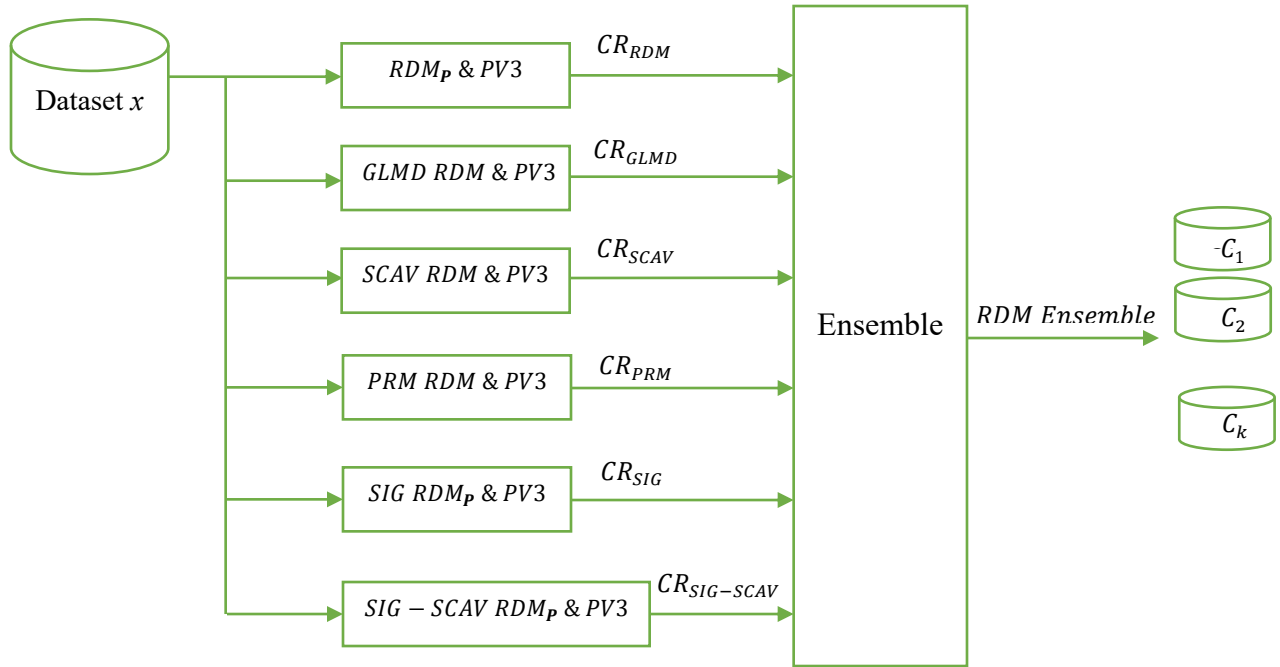 Dataset x
RDM_P & PV3
CR_RDM
GLMD RDM & PV3
CR_GLMD
SCAV RDM & PV3
CR_SCAV
PRM RDM & PV3
CR_PRM
SIG RDM_P & PV3
CR_SIG
SIG − SCAV RDM_P & PV3
CR_SIG−SCAV
Ensemble
RDM Ensemble
-C_1
C_2
C_k